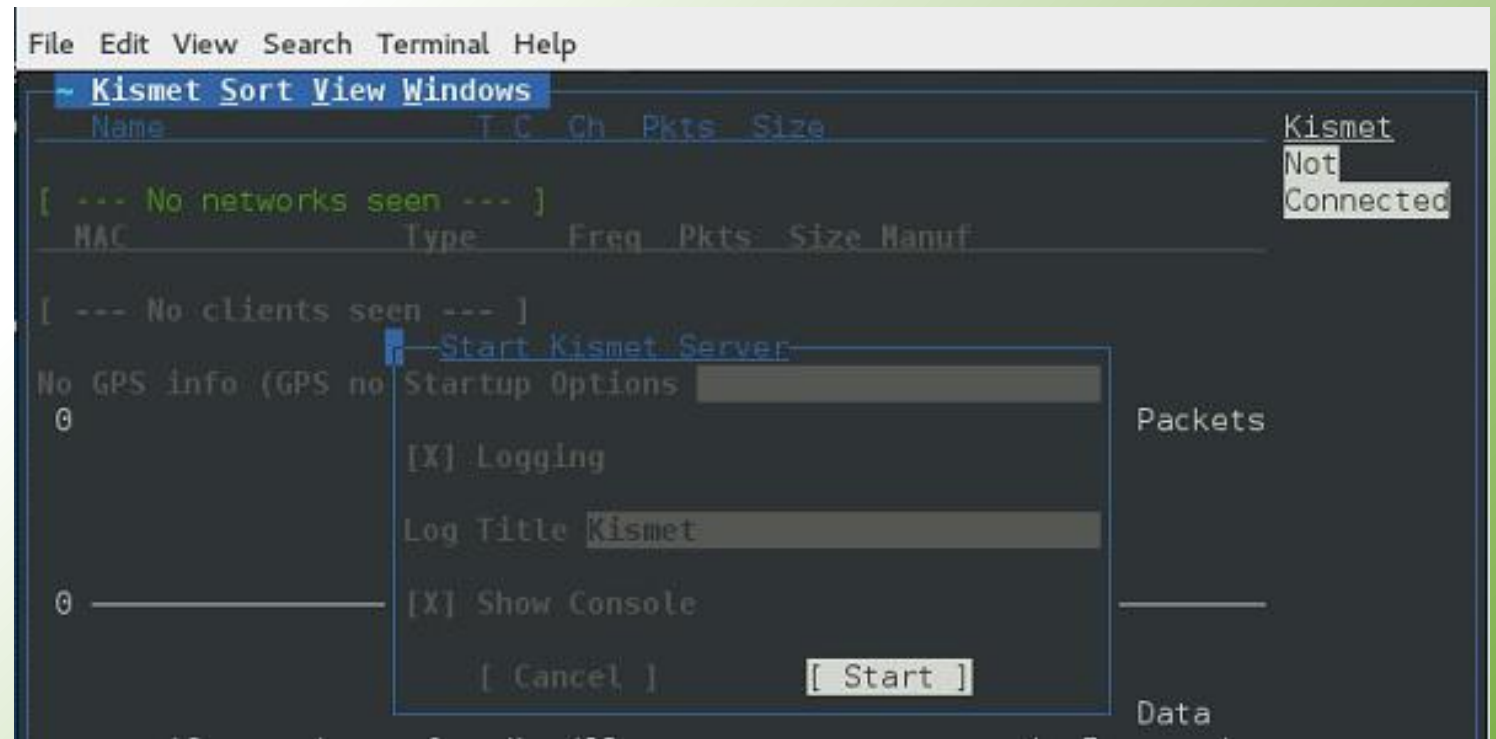 File Edit View Search Terminal Help
~ Kismet Sort View Windows
Name T C Ch Pkts Size
Kismet
Not
Connected
[ --- No networks seen --- ]
MAC Type Freq Pkts Size Manuf
[ --- No clients seen --- ]
Start Kismet Server
No GPS info (GPS no
Startup Options
0
Packets
[X] Logging
Log Title Kismet
0
[X] Show Console
[ Cancel ] [ Start ]
Data